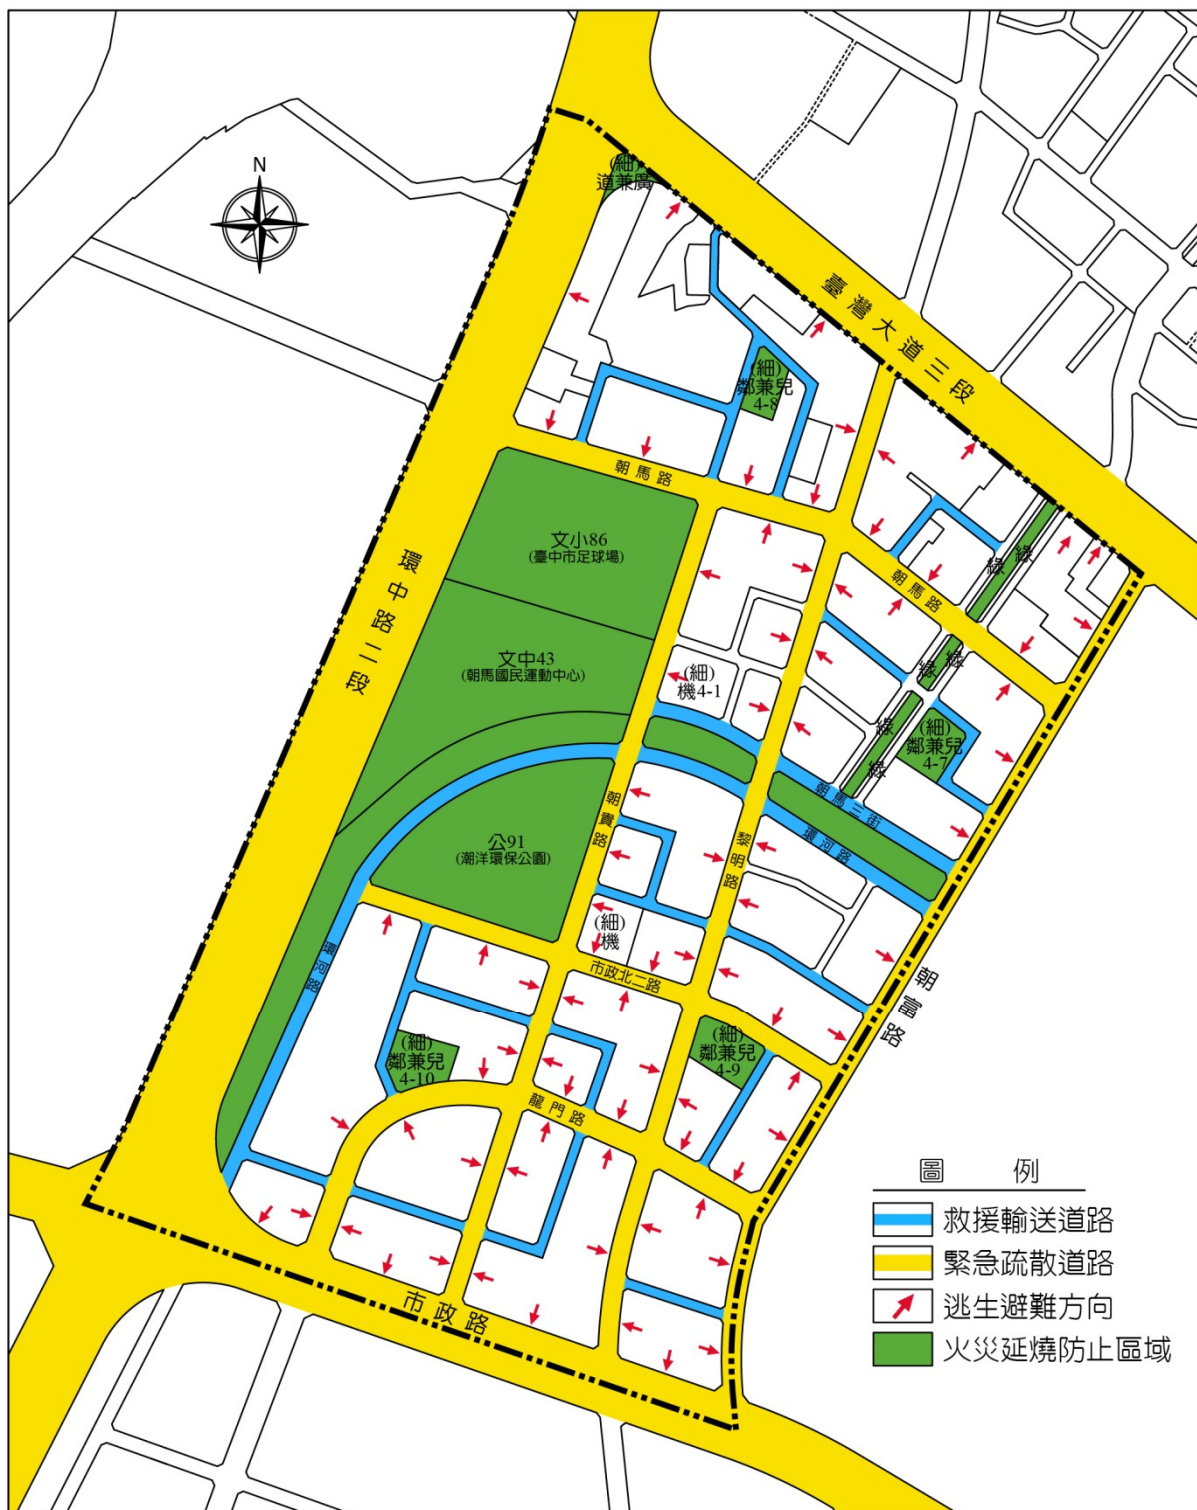 N
(細)
道兼廣
臺灣大道三段
(細)
鄰兼兒
4-8
朝馬路
文小86
(臺中市足球場)
環中路二段
綠
綠
朝馬路
文中43
(朝馬國民運動中心)
(細)
機4-1
綠
綠
綠
綠
(細)
鄰兼兒
4-7
朝馬三街
環河路
朝貴路
黎明路
公91
(潮洋環保公園)
(細)
機
市政北二路
環河路
朝富路
(細)
鄰兼兒
4-10
(細)
鄰兼兒
4-9
龍門路
市政路
圖例
救援輸送道路
緊急疏散道路
逃生避難方向
火災延燒防止區域